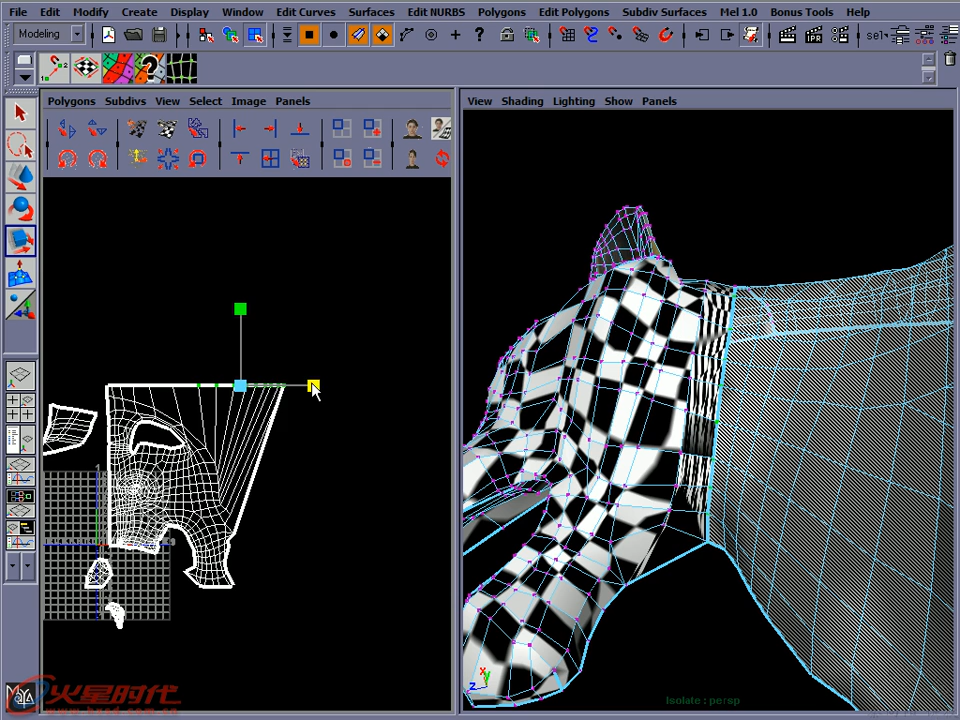 File Edit Modify Create Display Window Edit Curves Surfaces Edit NURBS Polygons Edit Polygons Subdiv Surfaces Mel 1.0 Bonus Tools Help
Modeling
IPR
sel
Polygons Subdivs View Select Image Panels
View Shading Lighting Show Panels
Isolate : persp
火星时代